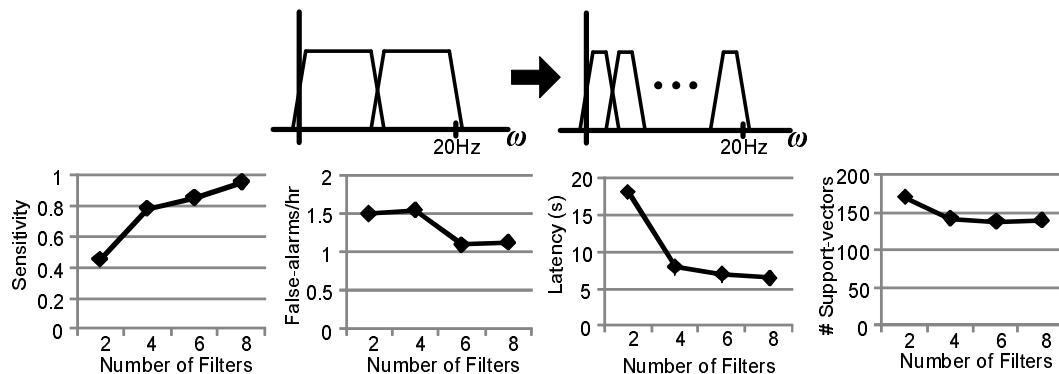 20Hz ω
20Hz ω
Sensitivity
1
0.8
0.6
0.4
0.2
0
2 4 6 8
Number of Filters
False-alarms/hr
2
1.5
1
0.5
0
2 4 6 8
Number of Filters
Latency (s)
20
15
10
5
0
2 4 6 8
Number of Filters
# Support-vectors
200
150
100
50
0
2 4 6 8
Number of Filters